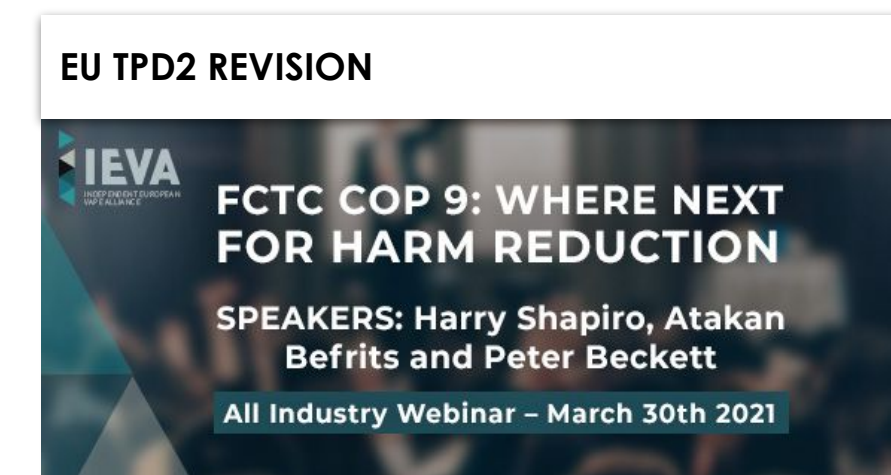 EU TPD2 REVISION
IEVA
INDEPENDENT EUROPEAN
VAPE ALLIANCE
FCTC COP 9: WHERE NEXT
FOR HARM REDUCTION
SPEAKERS: Harry Shapiro, Atakan
Befrits and Peter Beckett
All Industry Webinar – March 30th 2021